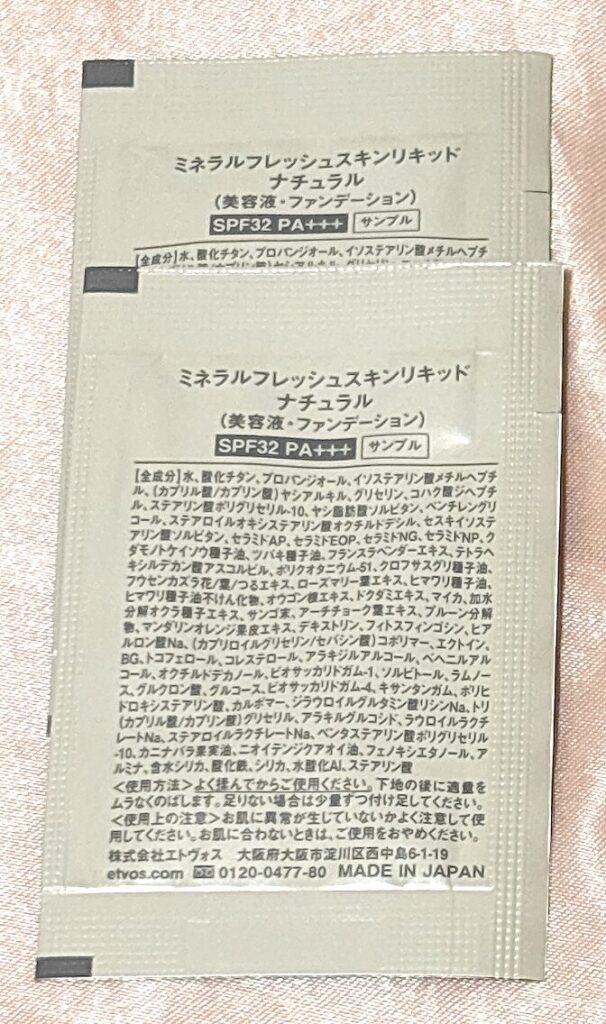 ミネラルフレッシュスキンリキッド
ナチュラル
(美容液・ファンデーション)
SPF32 PA+++ サンプル
[全成分]水、酸化チタン、プロパンジオール、イソステアリン酸メチルヘプチ
ミネラルフレッシュスキンリキッド
ナチュラル
(美容液・ファンデーション)
SPF32 PA+++ サンプル
[全成分]水、酸化チタン、プロパンジオール、イソステアリン酸メチルヘプチ
ル、(カプリル酸/カプリン酸)ヤシアルキル、グリセリン、コハク酸ジヘプチ
ル、ステアリン酸ポリグリセリル-10、ヤシ脂肪酸ソルビタン、ペンチレングリ
コール、ステアロイルオキシステアリン酸オクチルドデシル、セスキイソステ
アリン酸ソルビタン、セラミドAP、セラミドEOP、セラミドNG、セラミドNP、ク
ダモノトケイソウ種子油、ツバキ種子油、フランスラベンダーエキス、テトラヘ
キシルデカン酸アスコルビル、ポリクオタニウム-51、クロフサスグリ種子油、
フウセンカズラ花/葉/つるエキス、ローズマリー葉エキス、ヒマワリ種子油、
ヒマワリ種子油不けん化物、オウゴン根エキス、ドクダミエキス、マイカ、加水
分解オクラ種子エキス、サンゴ末、アーチチョーク葉エキス、プルーン分解
物、マンダリンオレンジ果皮エキス、デキストリン、フィトスフィンゴシン、ヒア
ルロン酸Na、(カプロイルグリセリン/セバシン酸)コポリマー、エクトイン、
BG、トコフェロール、コレステロール、アラキジルアルコール、ベヘニルアル
コール、オクチルドデカノール、ビオサッカリドガム-1、ソルビトール、ラムノー
ス、グルクロン酸、グルコース、ビオサッカリドガム-4、キサンタンガム、ポリヒ
ドロキシステアリン酸、カルボマー、ジラウロイルグルタミン酸リシンNa、トリ
(カプリル酸/カプリン酸)グリセリル、アラキルグルコシド、ラウロイルラクチ
レートNa、ステアロイルラクチレートNa、ペンタステアリン酸ポリグリセリル
-10、カニナバラ果実油、ニオイテンジクアオイ油、フェノキシエタノール、ア
ルミナ、含水シリカ、酸化鉄、シリカ、水酸化Al、ステアリン酸
<使用方法>よく揉んでからご使用ください。下地の後に適量を
ムラなくのばします。足りない場合は少量ずつ付け足してください。
<使用上の注意>お肌に異常が生じていないかよく注意して使
用してください。お肌に合わないときは、ご使用をおやめください。
株式会社エトヴォス 大阪府大阪市淀川区西中島6-1-19
etvos.com 0120-0477-80 MADE IN JAPAN